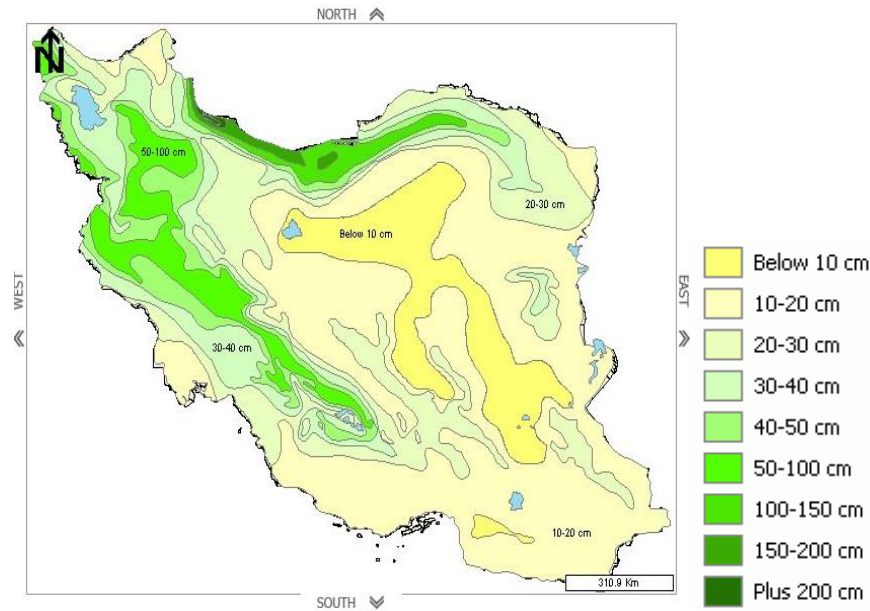 NORTH
N
50-100 cm
20-30 cm
Below 10 cm
WEST
EAST
30-40 cm
10-20 cm
310.9 Km
SOUTH
Below 10 cm
10-20 cm
20-30 cm
30-40 cm
40-50 cm
50-100 cm
100-150 cm
150-200 cm
Plus 200 cm